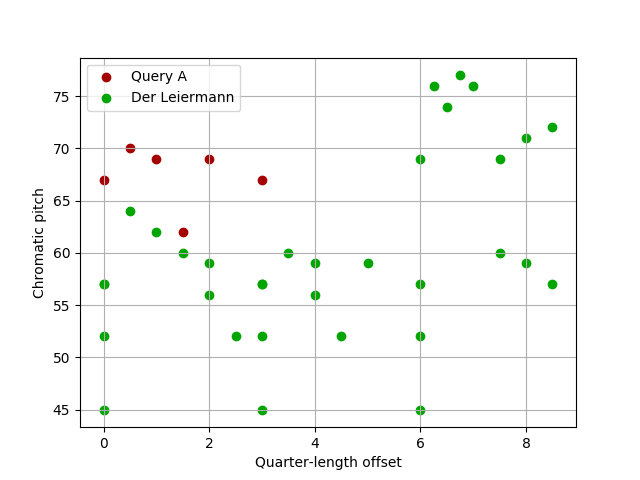 Query A
Der Leiermann
75
70
65
60
55
50
45
Chromatic pitch
0 2 4 6 8
Quarter-length offset